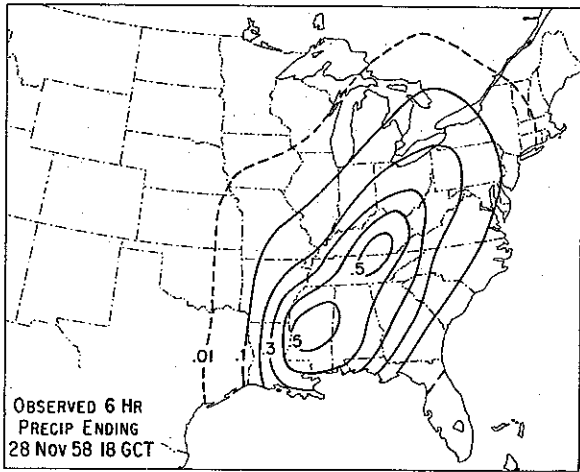 .5
.5
.01
.1
.3
OBSERVED 6 HR
PRECIP ENDING
28 NOV 58 18 GCT